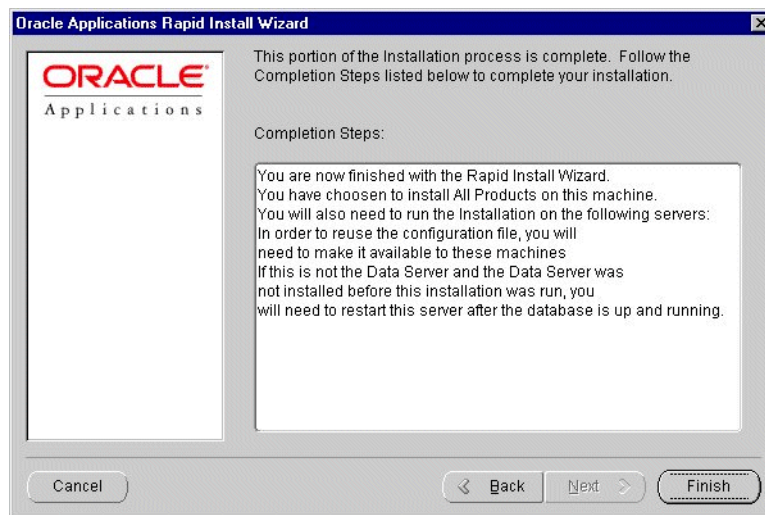 Oracle Applications Rapid Install Wizard
ORACLE
Applications
This portion of the Installation process is complete. Follow the
Completion Steps listed below to complete your installation.
Completion Steps:
You are now finished with the Rapid Install Wizard.
You have choosen to install All Products on this machine.
You will also need to run the Installation on the following servers:
In order to reuse the configuration file, you will
need to make it available to these machines
If this is not the Data Server and the Data Server was
not installed before this installation was run, you
will need to restart this server after the database is up and running.
Cancel
Back
Next
Finish